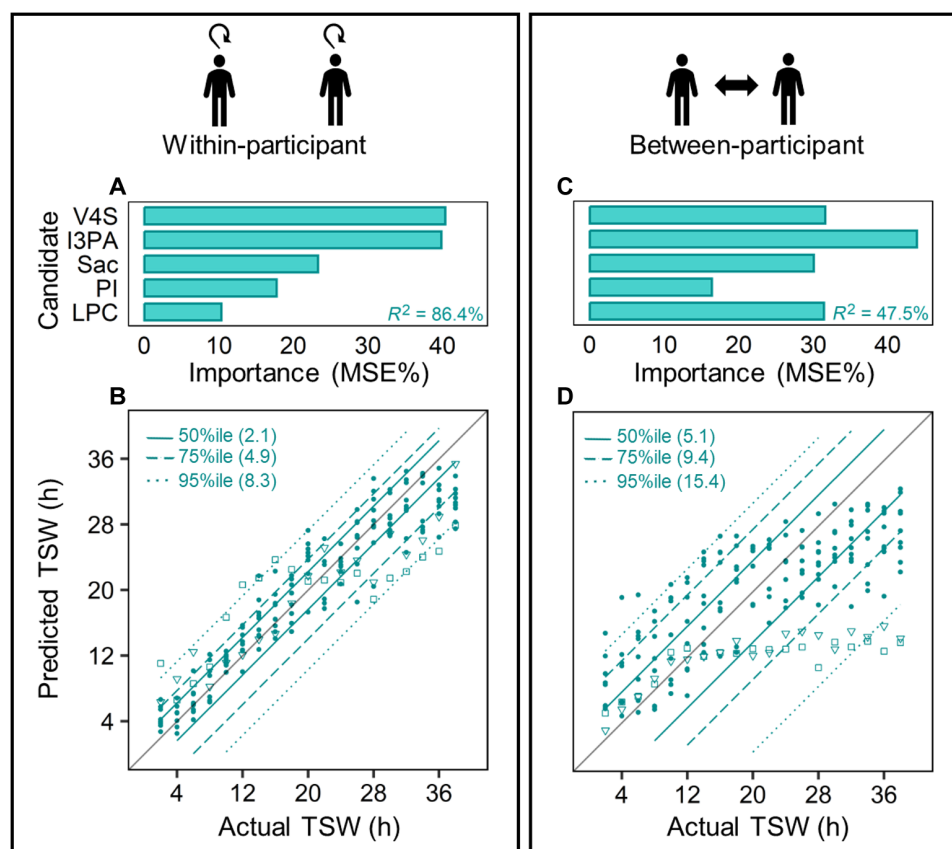 Within-participant
A
Candidate
V4S
I3PA
Sac
PI
LPC
R² = 86.4%
0 10 20 30 40
Importance (MSE%)
B
50%ile (2.1)
75%ile (4.9)
95%ile (8.3)
Predicted TSW (h)
36
28
20
12
4
4 12 20 28 36
Actual TSW (h)
Between-participant
C
R² = 47.5%
0 10 20 30 40
Importance (MSE%)
D
50%ile (5.1)
75%ile (9.4)
95%ile (15.4)
4 12 20 28 36
Actual TSW (h)